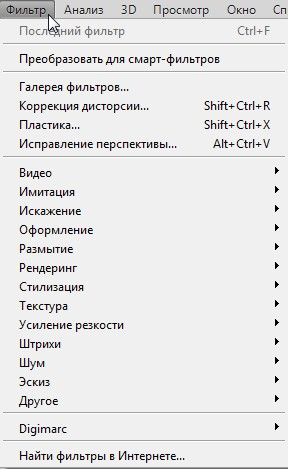 Фильтр Анализ 3D Просмотр Окно Сп
Последний фильтр Ctrl+F
Преобразовать для смарт-фильтров
Галерея фильтров...
Коррекция дисторсии... Shift+Ctrl+R
Пластика... Shift+Ctrl+X
Исправление перспективы... Alt+Ctrl+V
Видео
Имитация
Искажение
Оформление
Размытие
Рендеринг
Стилизация
Текстура
Усиление резкости
Штрихи
Шум
Эскиз
Другое
Digimarc
Найти фильтры в Интернете...